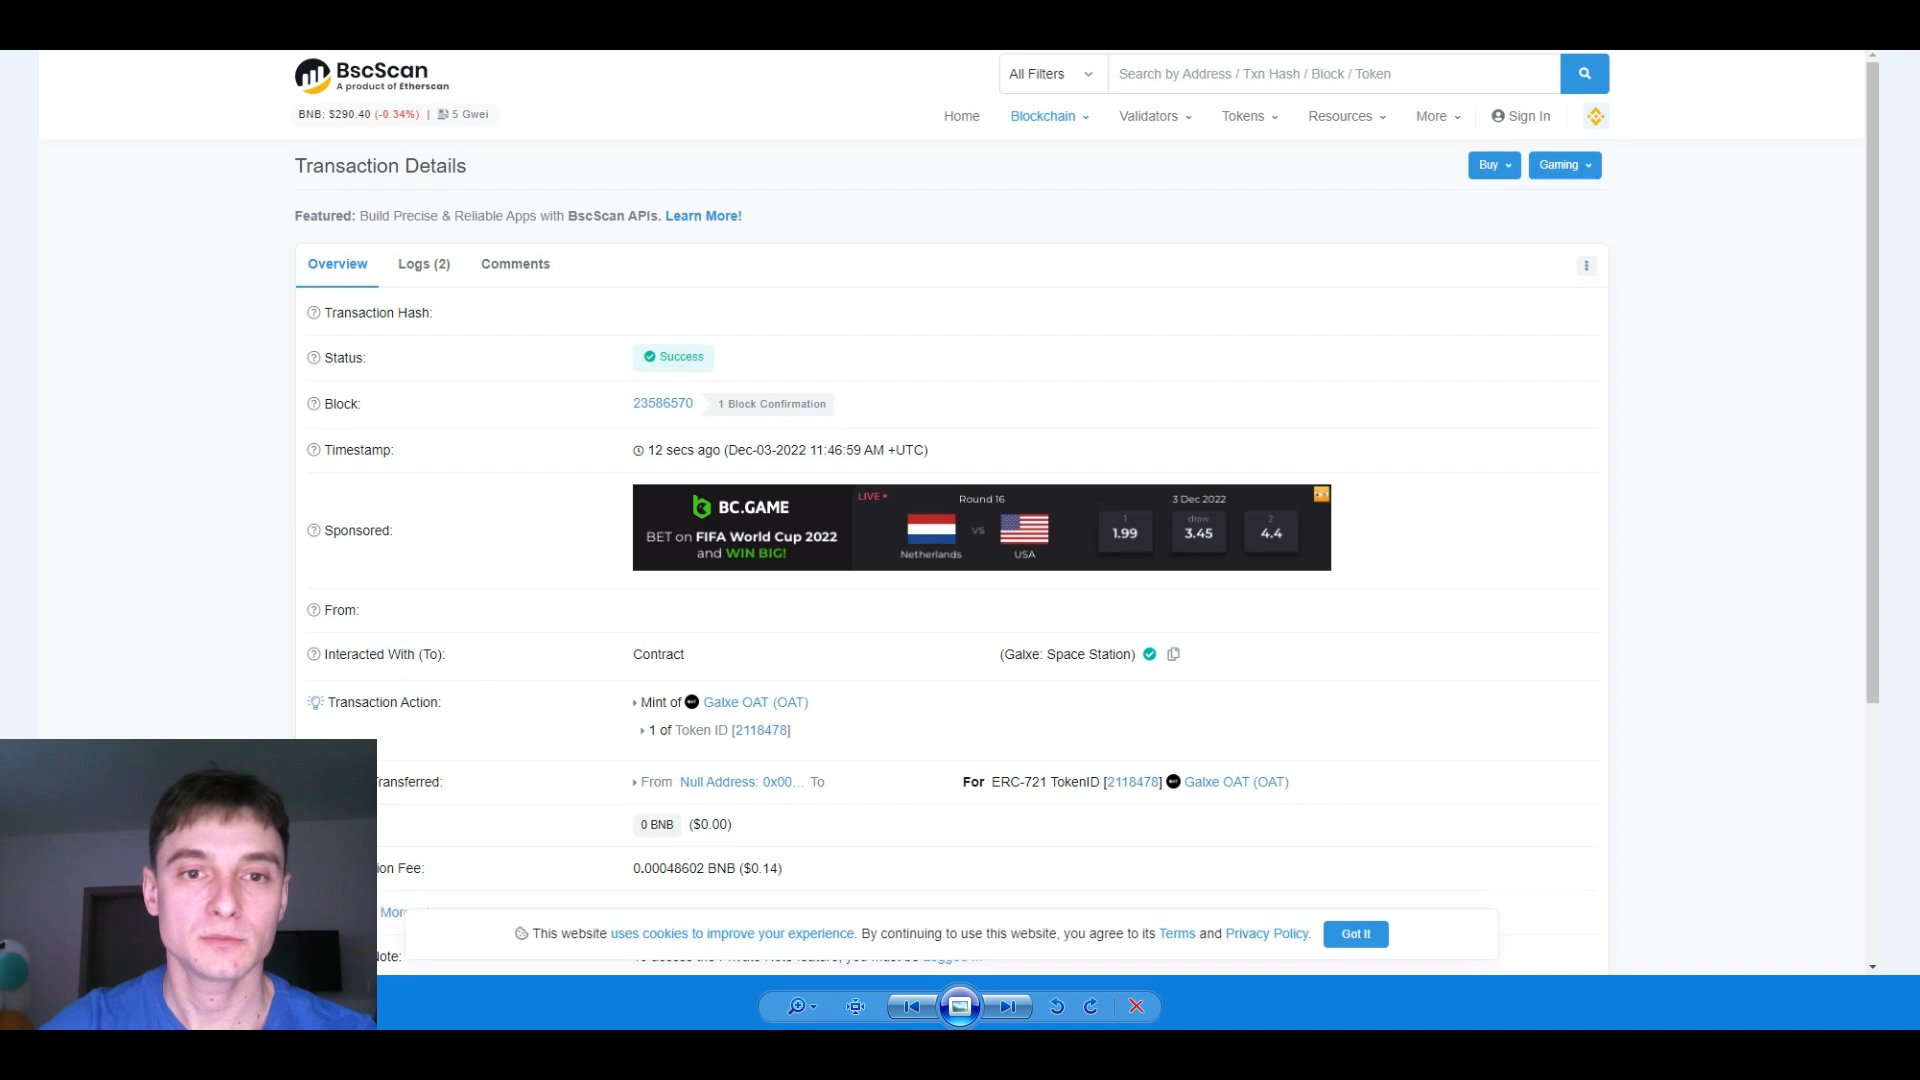 BscScan
A product of Etherscan
All Filters
Search by Address / Txn Hash / Block / Token
BNB: $290.40 (-0.34%) | 5 Gwei
Home Blockchain Validators Tokens Resources More Sign In
Transaction Details
Buy Gaming
Featured: Build Precise & Reliable Apps with BscScan APIs. Learn More!
Overview Logs (2) Comments
Transaction Hash:
Status: Success
Block: 23586570 1 Block Confirmation
Timestamp: 12 secs ago (Dec-03-2022 11:46:59 AM +UTC)
Sponsored:
BC.GAME
BET on FIFA World Cup 2022
and WIN BIG!
LIVE Round 16 3 Dec 2022
Netherlands VS USA
1 draw 2
1.99 3.45 4.4
From:
Interacted With (To): Contract (Galxe: Space Station)
Transaction Action: Mint of Galxe OAT (OAT)
1 of Token ID [2118478]
Transferred: From Null Address: 0x00... To For ERC-721 TokenID [2118478] Galxe OAT (OAT)
0 BNB ($0.00)
ion Fee: 0.00048602 BNB ($0.14)
More
This website uses cookies to improve your experience. By continuing to use this website, you agree to its Terms and Privacy Policy. Got It
ote: